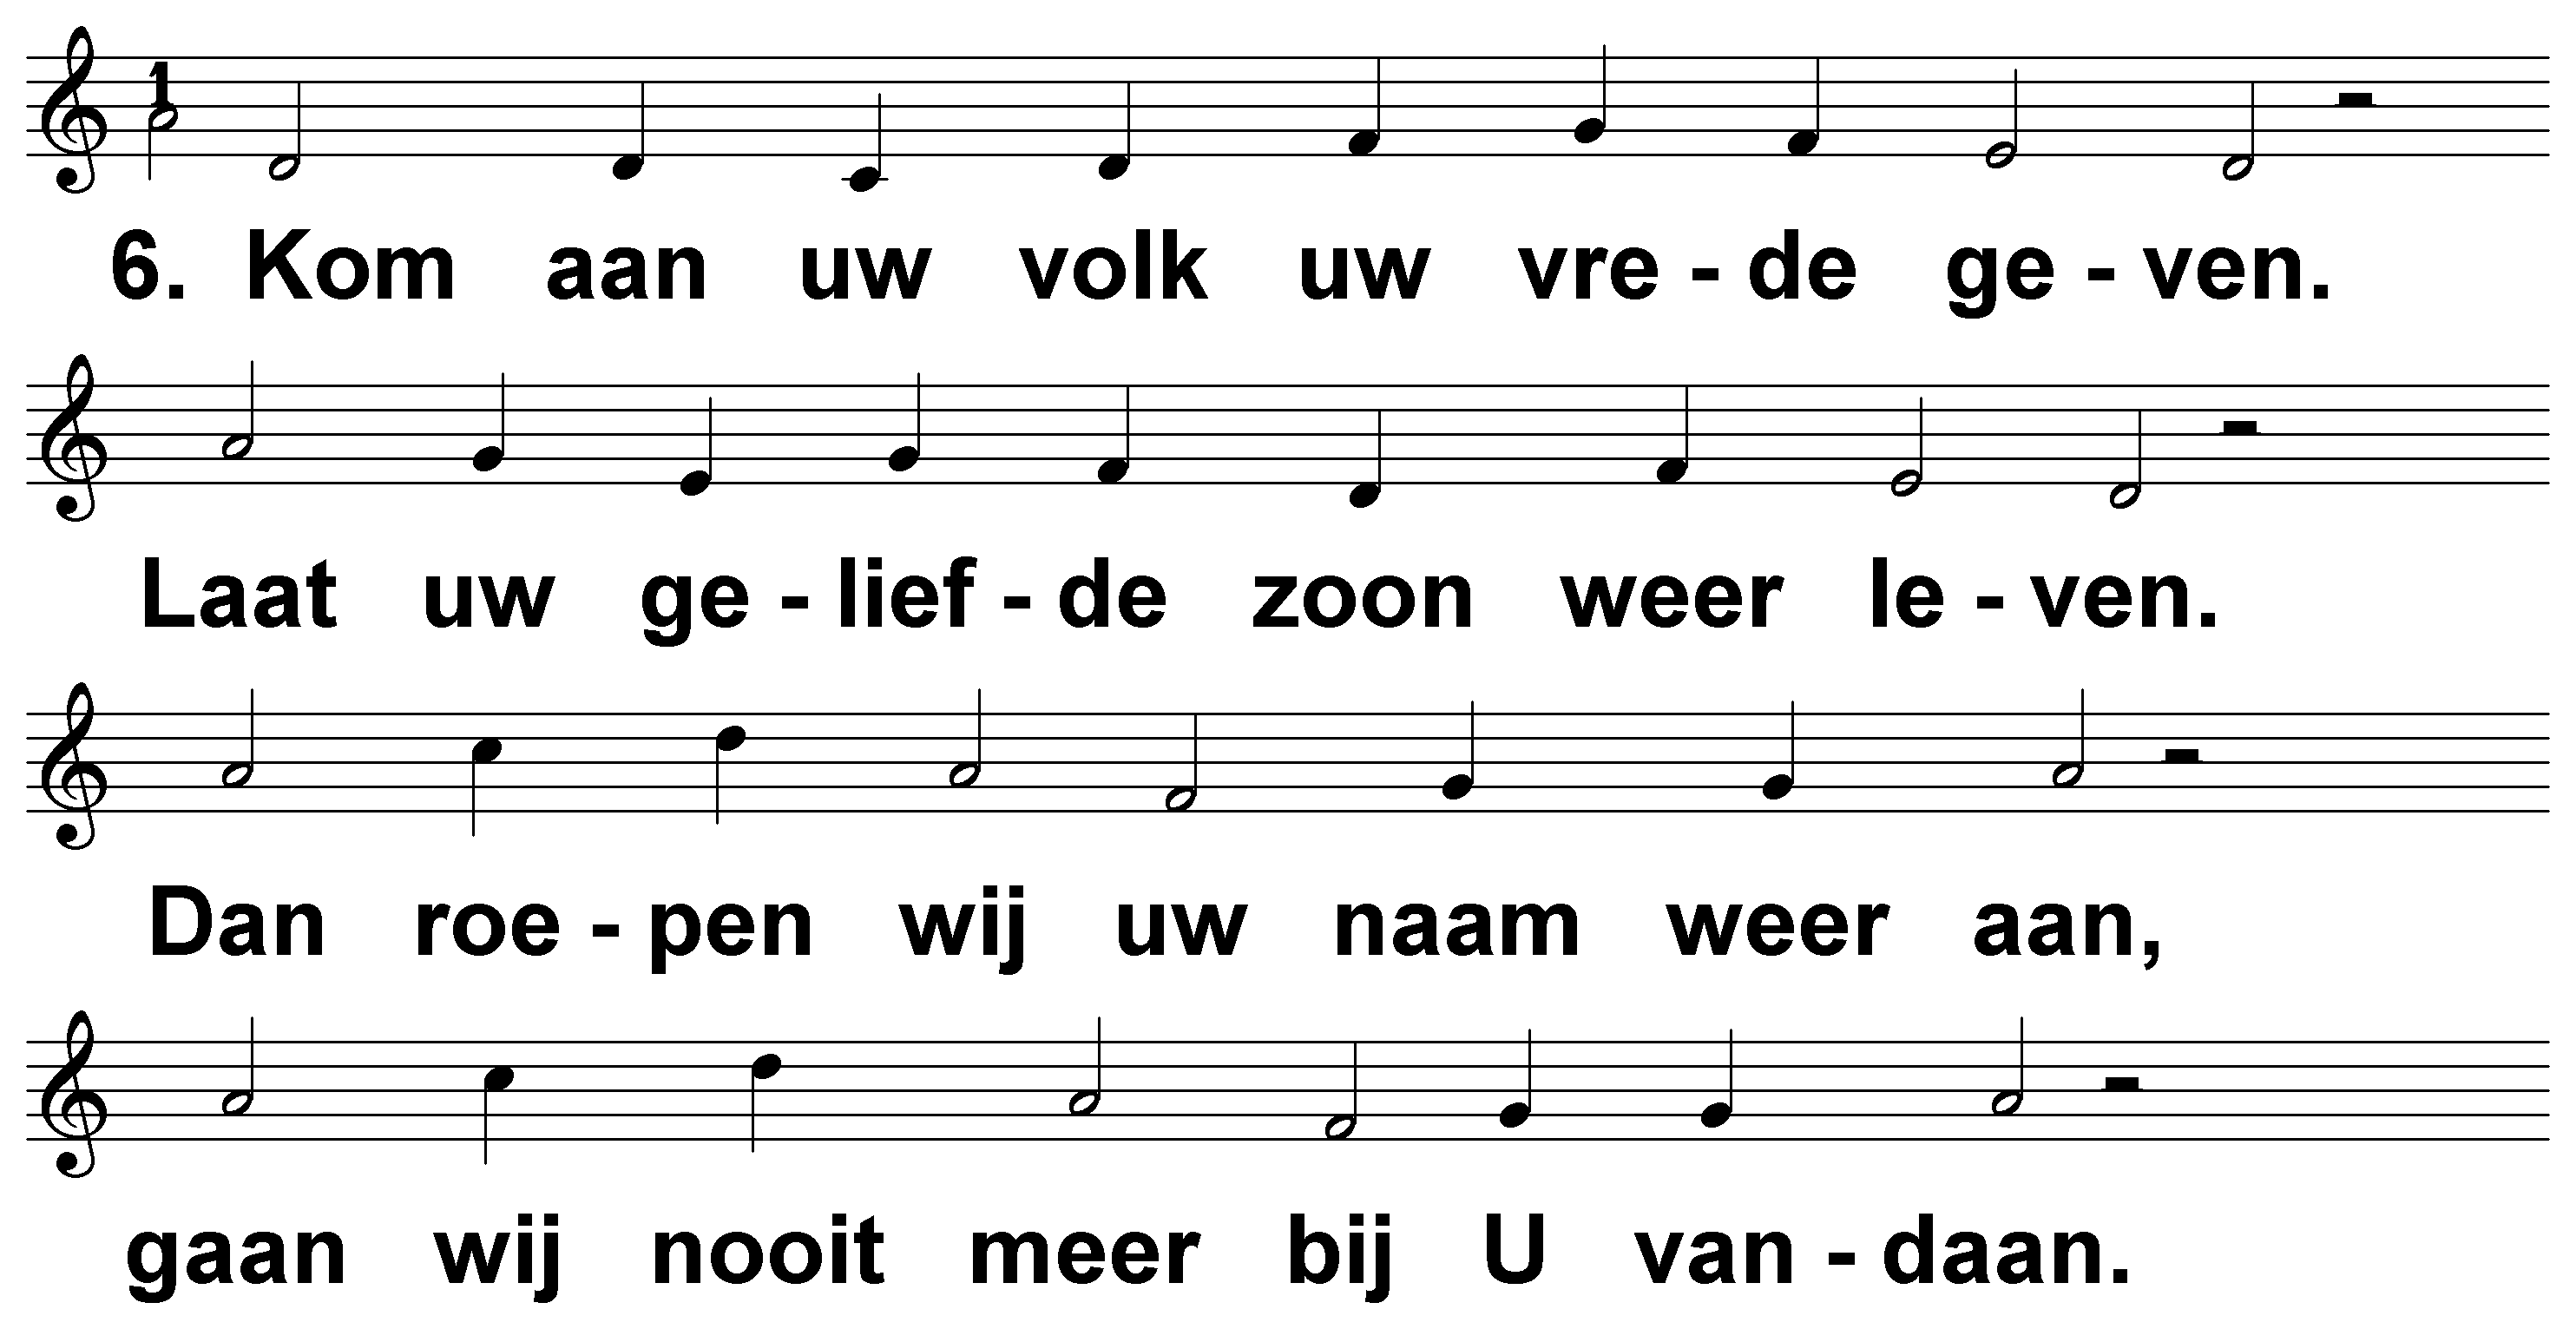 1
6. Kom aan uw volk uw vre - de ge - ven.
Laat uw ge - lief - de zoon weer le - ven.
Dan roe - pen wij uw naam weer aan,
gaan wij nooit meer bij U van - daan.